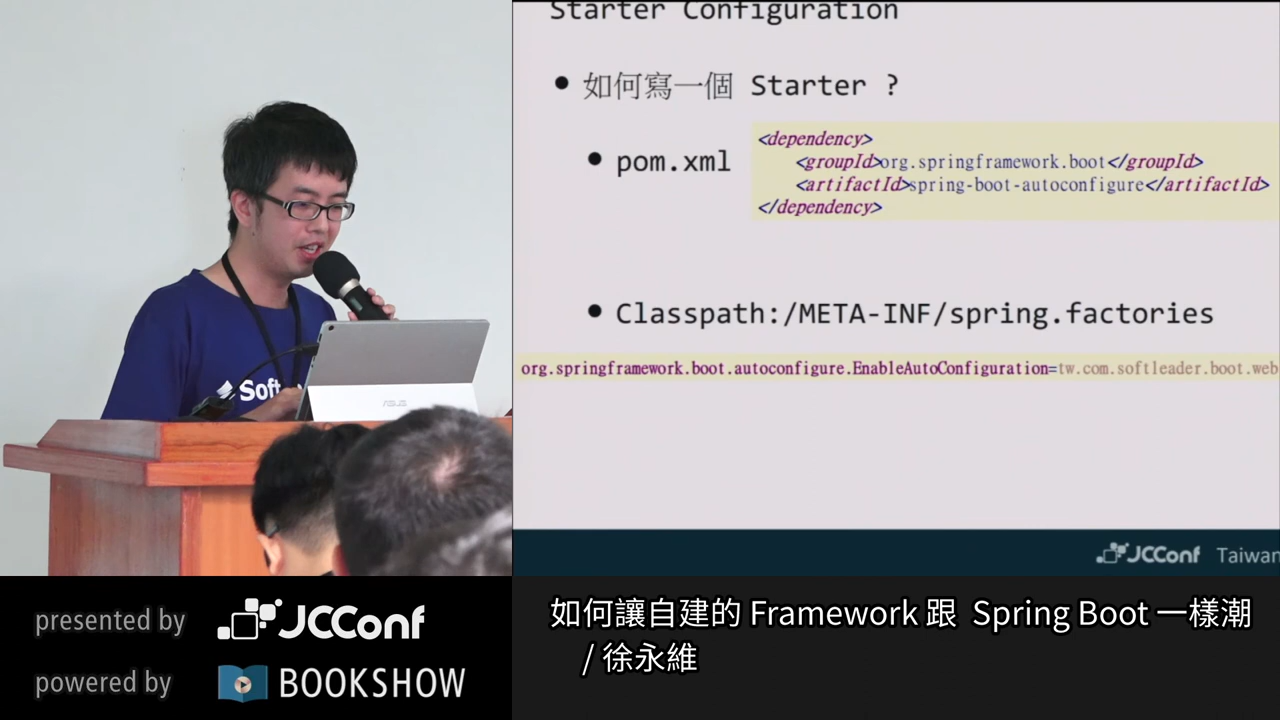 Starter Configuration
如何寫一個 Starter ?
pom.xml
<dependency>
<groupId>org.springframework.boot</groupId>
<artifactId>spring-boot-autoconfigure</artifactId>
</dependency>
Classpath:/META-INF/spring.factories
org.springframework.boot.autoconfigure.EnableAutoConfiguration=tw.com.softleader.boot.web
Soft
ASUS
JCConf Taiwan
presented by JCConf
powered by BOOKSHOW
如何讓自建的 Framework 跟 Spring Boot 一樣潮
/ 徐永維